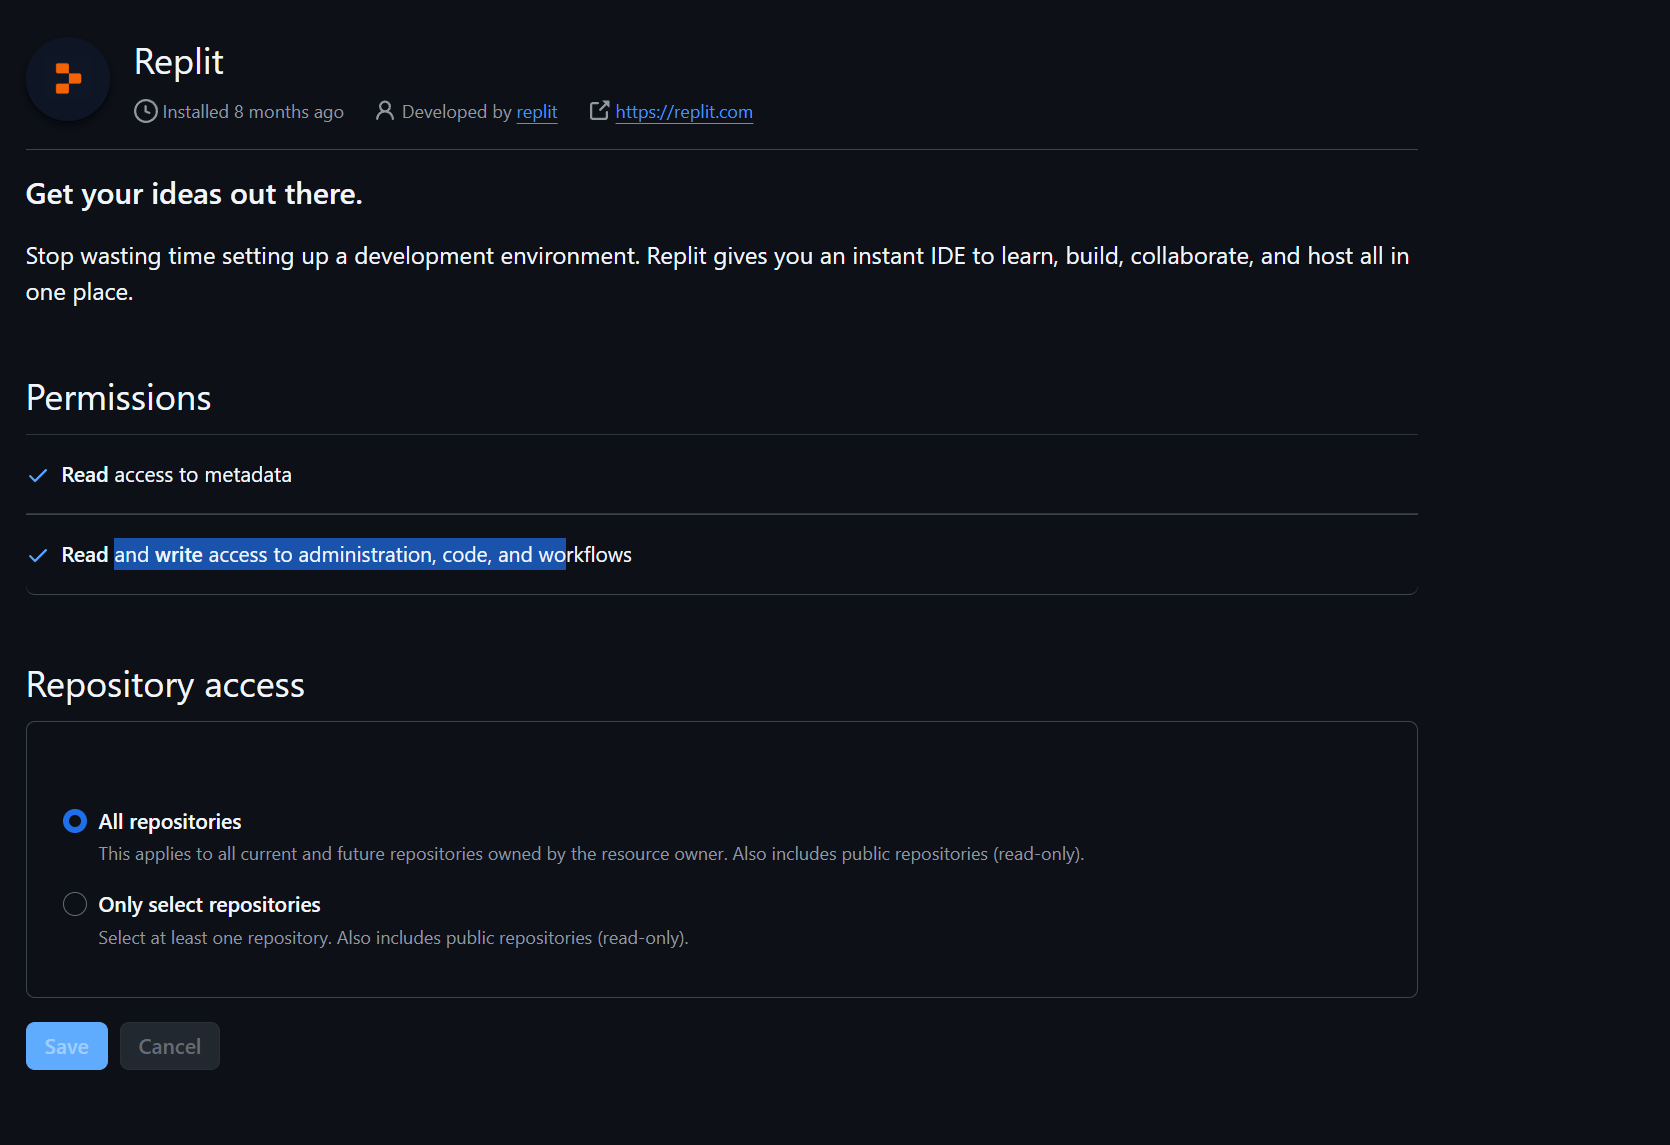 Replit
Installed 8 months ago Developed by replit https://replit.com
Get your ideas out there.
Stop wasting time setting up a development environment. Replit gives you an instant IDE to learn, build, collaborate, and host all in
one place.
Permissions
Read access to metadata
Read and write access to administration, code, and workflows
Repository access
All repositories
This applies to all current and future repositories owned by the resource owner. Also includes public repositories (read-only).
Only select repositories
Select at least one repository. Also includes public repositories (read-only).
Save Cancel